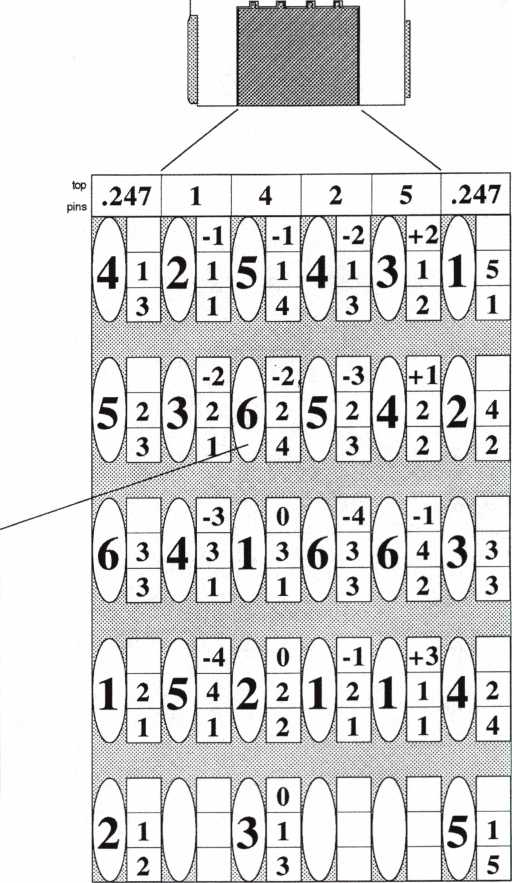 top
pins
.247 1 4 2 5 .247
-1 -1 -2 +2
4 1 2 1 5 1 4 1 3 1 1 5
3 1 4 3 2 1
-2 -2 -3 +1
5 2 3 2 6 2 5 2 4 2 2 4
3 1 4 3 2 2
-3 0 -4 -1
6 3 4 3 1 3 6 3 6 4 3 3
3 1 1 3 2 3
-4 0 -1 +3
1 2 5 4 2 2 1 2 1 1 4 2
1 1 2 1 1 4
0
2 1 3 1 5 1
2 3 5